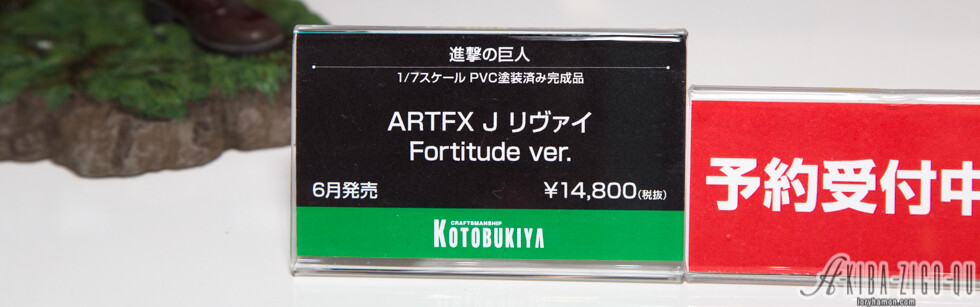 進撃の巨人
1/7スケール PVC塗装済み完成品
ARTFX J リヴァイ
Fortitude ver.
6月発売 ¥14,800(税抜)
CRAFTSMANSHIP
KOTOBUKIYA
予約受付中
A-KIBA-ZIGO-OU
loryhamon.com